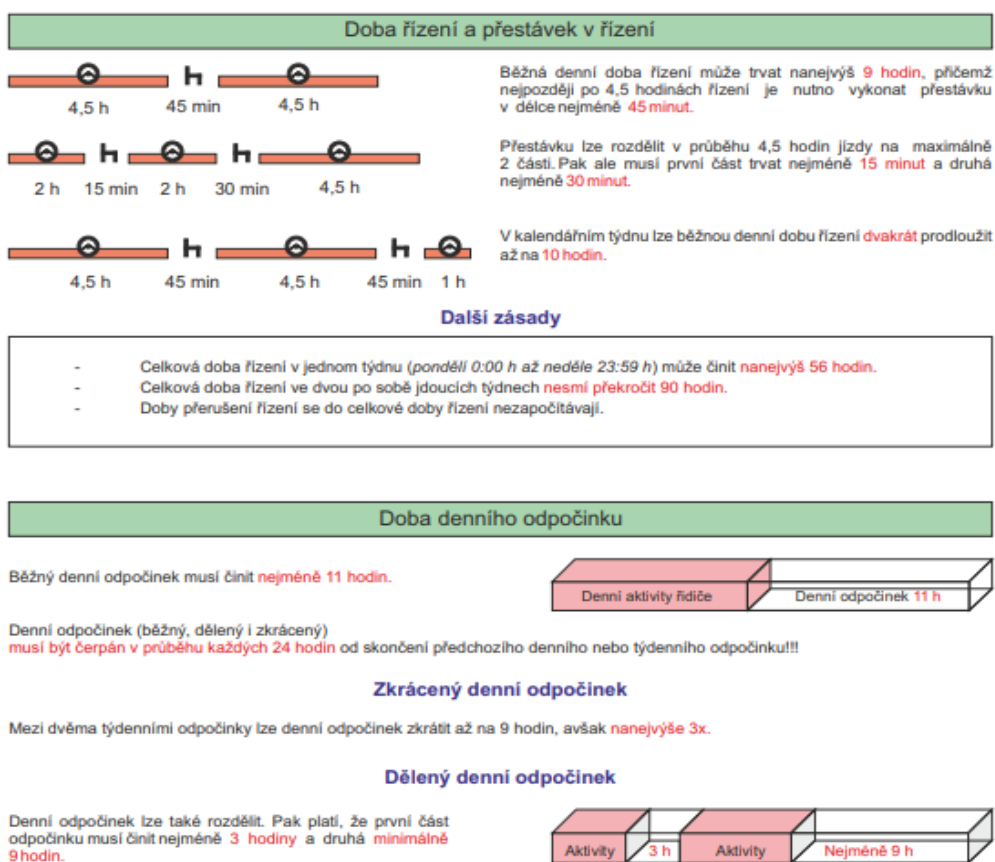 Doba řízení a přestávek v řízení
4,5 h 45 min 4,5 h
Běžná denní doba řízení může trvat nanejvýš 9 hodin, přičemž
nejpozději po 4,5 hodinách řízení je nutno vykonat přestávku
v délce nejméně 45 minut.
2 h 15 min 2 h 30 min 4,5 h
Přestávku lze rozdělit v průběhu 4,5 hodin jízdy na maximálně
2 části. Pak ale musí první část trvat nejméně 15 minut a druhá
nejméně 30 minut.
4,5 h 45 min 4,5 h 45 min 1 h
V kalendářním týdnu lze běžnou denní dobu řízení dvakrát prodloužit
až na 10 hodin.
Další zásady
- Celková doba řízení v jednom týdnu (pondělí 0:00 h až neděle 23:59 h) může činit nanejvýš 56 hodin.
- Celková doba řízení ve dvou po sobě jdoucích týdnech nesmí překročit 90 hodin.
- Doby přerušení řízení se do celkové doby řízení nezapočítávají.
Doba denního odpočinku
Běžný denní odpočinek musí činit nejméně 11 hodin.
Denní aktivity řidiče Denní odpočinek 11 h
Denní odpočinek (běžný, dělený i zkrácený)
musí být čerpán v průběhu každých 24 hodin od skončení předchozího denního nebo týdenního odpočinku!!!
Zkrácený denní odpočinek
Mezi dvěma týdenními odpočinky lze denní odpočinek zkrátit až na 9 hodin, avšak nanejvýše 3x.
Dělený denní odpočinek
Denní odpočinek lze také rozdělit. Pak platí, že první část
odpočinku musí činit nejméně 3 hodiny a druhá minimálně
9 hodin.
Aktivity 3 h Aktivity Nejméně 9 h